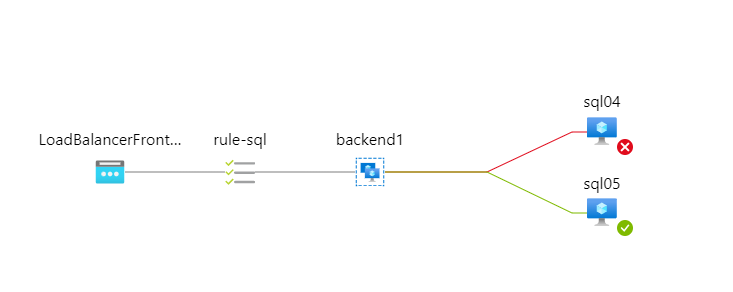 sql04
LoadBalancerFront...
rule-sql
backend1
sql05